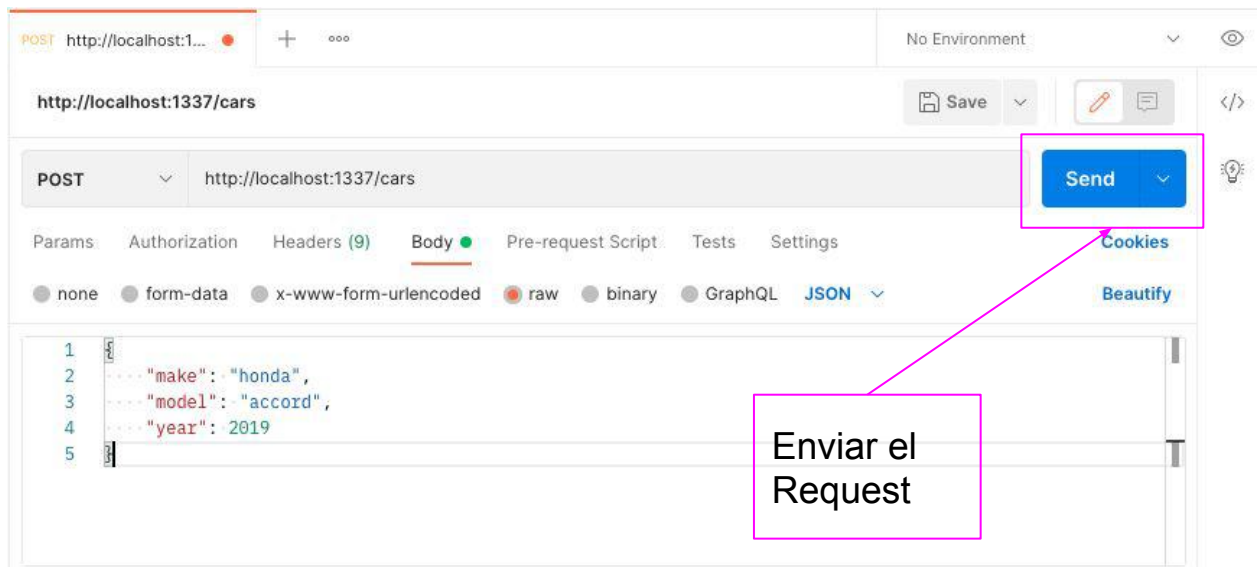 POST http://localhost:1... No Environment
http://localhost:1337/cars Save </>
POST http://localhost:1337/cars Send
Params Authorization Headers (9) Body Pre-request Script Tests Settings Cookies
none form-data x-www-form-urlencoded raw binary GraphQL JSON Beautify
1 {
2 "make": "honda",
3 "model": "accord",
4 "year": 2019
5 }
Enviar el
Request